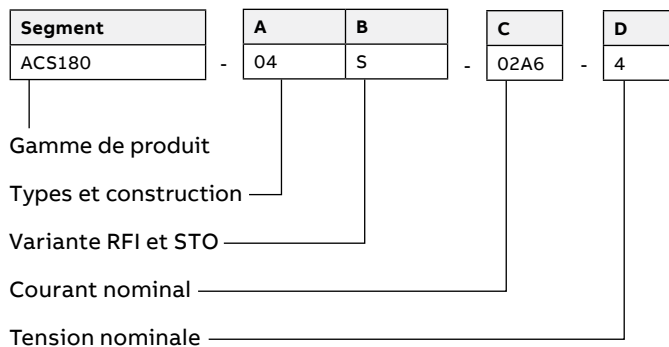 Segment A B C D
ACS180 - 04 S - 02A6 - 4
Gamme de produit
Types et construction
Variante RFI et STO
Courant nominal
Tension nominale